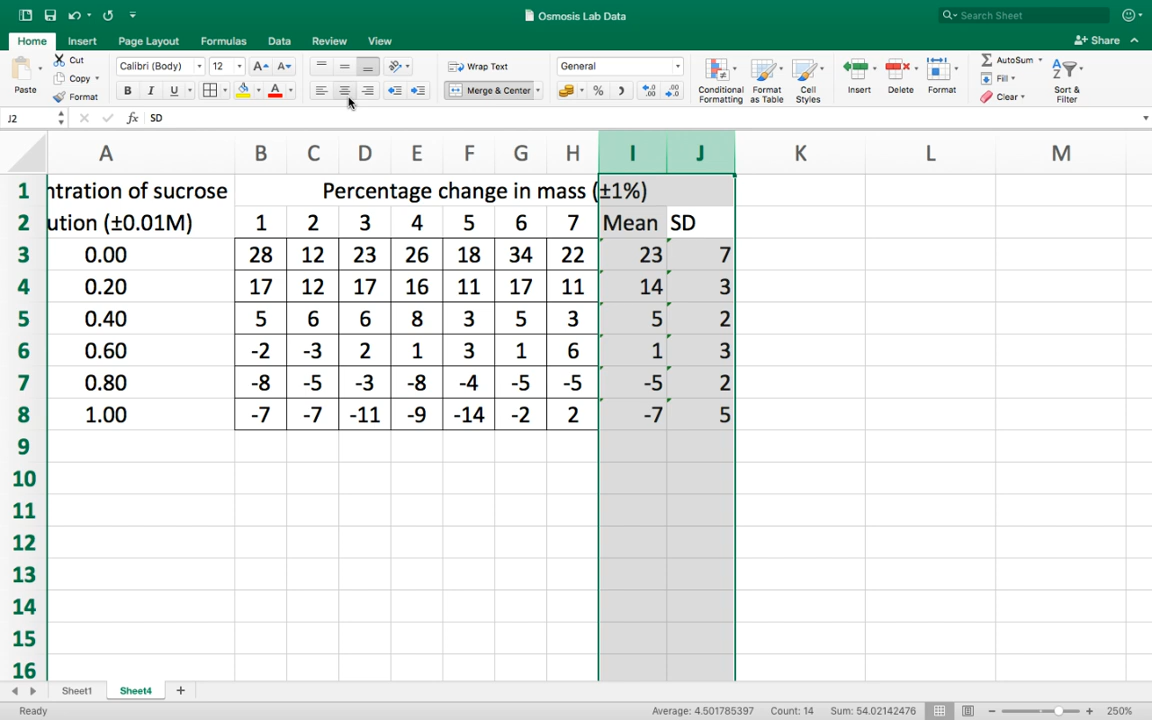 Osmosis Lab Data
Search Sheet
Home Insert Page Layout Formulas Data Review View
Share
Paste
Cut
Copy
Format
Calibri (Body) 12
B I U
Wrap Text
Merge & Center
General
Conditional Formatting
Format as Table
Cell Styles
Insert
Delete
Format
AutoSum
Fill
Clear
Sort & Filter
J2 fx SD
A B C D E F G H I J K L M
1 ntration of sucrose Percentage change in mass (±1%)
2 ution (±0.01M) 1 2 3 4 5 6 7 Mean SD
3 0.00 28 12 23 26 18 34 22 23 7
4 0.20 17 12 17 16 11 17 11 14 3
5 0.40 5 6 6 8 3 5 3 5 2
6 0.60 -2 -3 2 1 3 1 6 1 3
7 0.80 -8 -5 -3 -8 -4 -5 -5 -5 2
8 1.00 -7 -7 -11 -9 -14 -2 2 -7 5
9
10
11
12
13
14
15
16
Sheet1 Sheet4
Ready Average: 4.501785397 Count: 14 Sum: 54.02142476 250%